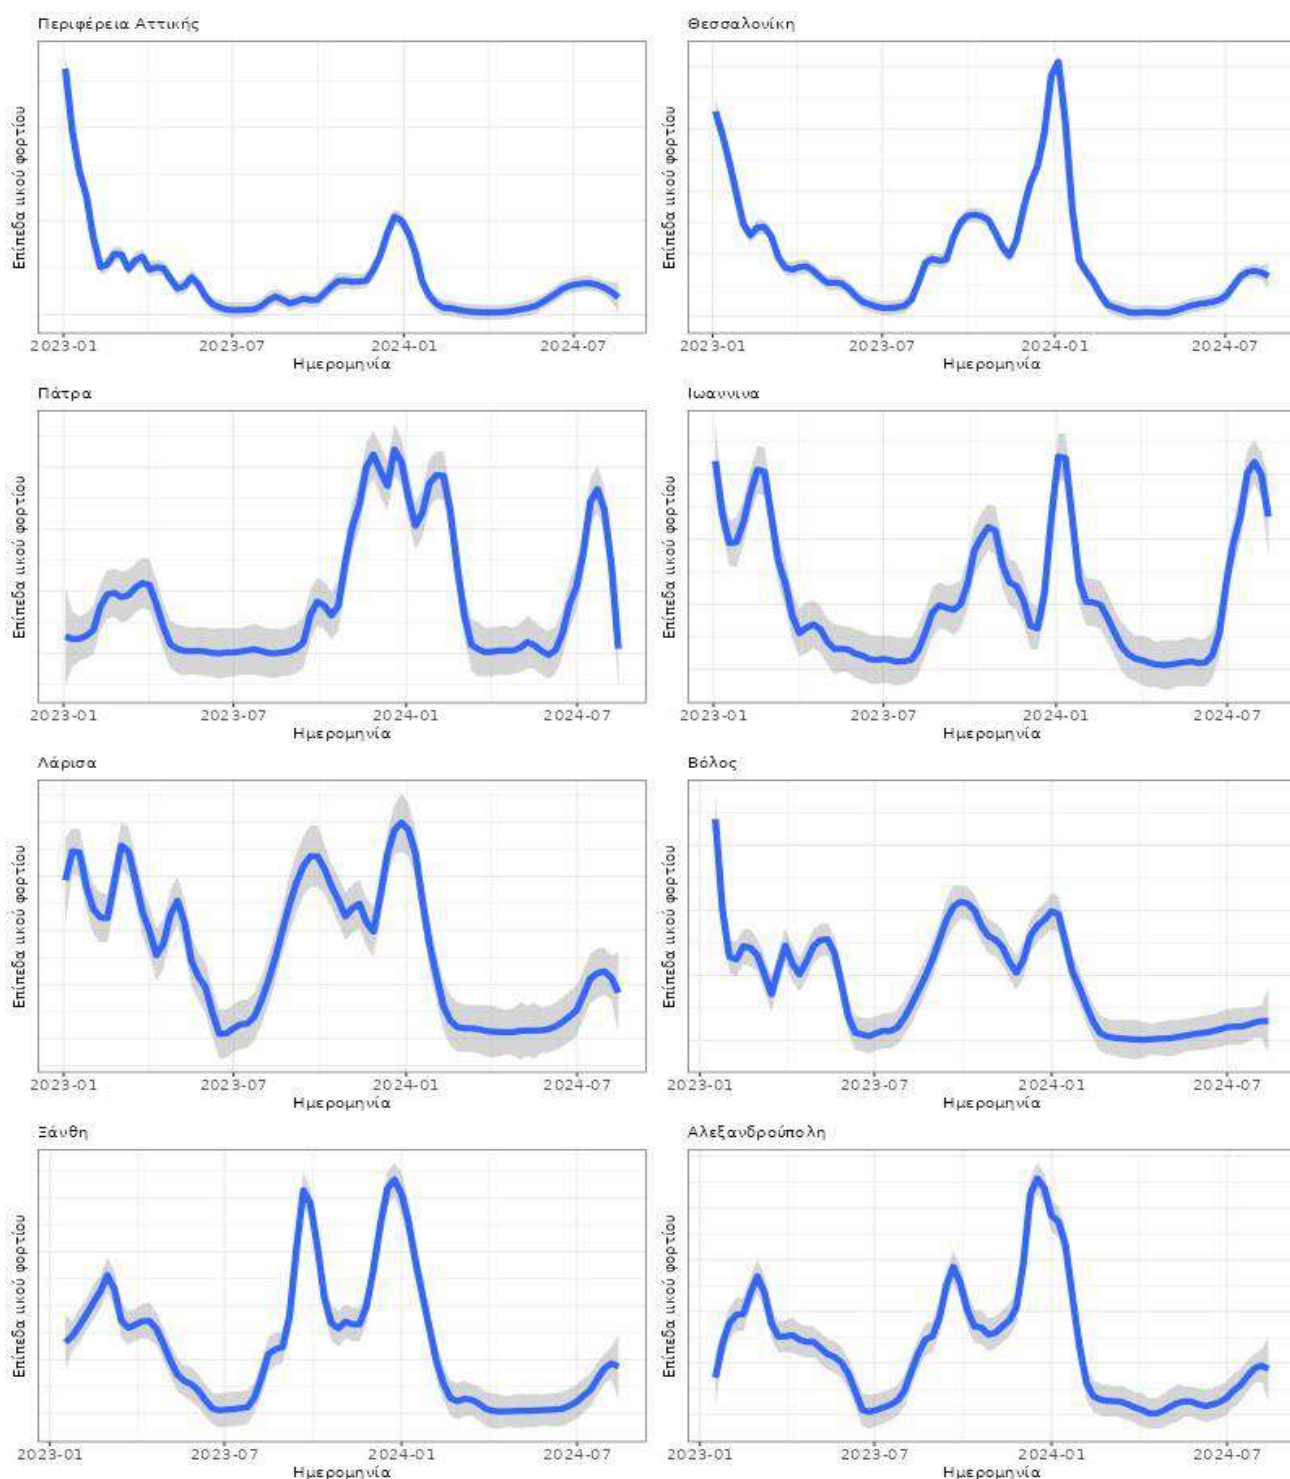 Περιφέρεια Αττικής
Επίπεδα ιικού φορτίου
2023-01 2023-07 2024-01 2024-07
Ημερομηνία
Θεσσαλονίκη
Επίπεδα ιικού φορτίου
2023-01 2023-07 2024-01 2024-07
Ημερομηνία
Πάτρα
Επίπεδα ιικού φορτίου
2023-01 2023-07 2024-01 2024-07
Ημερομηνία
Ιωαννινα
Επίπεδα ιικού φορτίου
2023-01 2023-07 2024-01 2024-07
Ημερομηνία
Λάρισα
Επίπεδα ιικού φορτίου
2023-01 2023-07 2024-01 2024-07
Ημερομηνία
Βόλος
Επίπεδα ιικού φορτίου
2023-01 2023-07 2024-01 2024-07
Ημερομηνία
Ξάνθη
Επίπεδα ιικού φορτίου
2023-01 2023-07 2024-01 2024-07
Ημερομηνία
Αλεξανδρούπολη
Επίπεδα ιικού φορτίου
2023-01 2023-07 2024-01 2024-07
Ημερομηνία